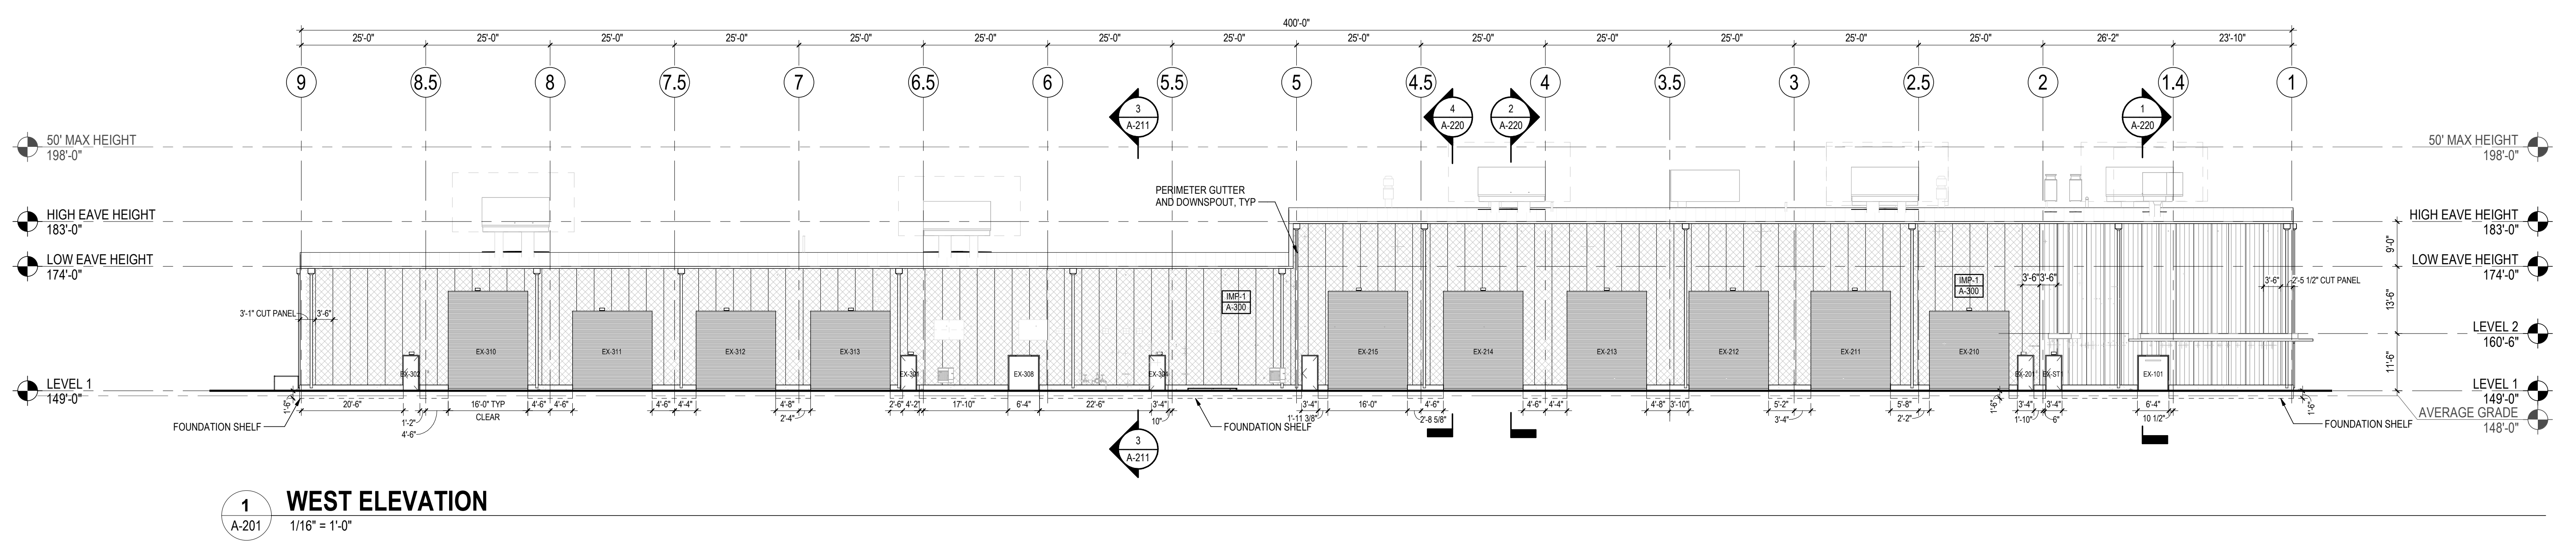 400'-0"
25'-0" 25'-0" 25'-0" 25'-0" 25'-0" 25'-0" 25'-0" 25'-0" 25'-0" 25'-0" 25'-0" 25'-0" 25'-0" 25'-0" 26'-2" 23'-10"
9 8.5 8 7.5 7 6.5 6 5.5 5 4.5 4 3.5 3 2.5 2 1.4 1
3 4 2 1
A-211 A-220 A-220 A-220
50' MAX HEIGHT 50' MAX HEIGHT
198'-0" 198'-0"
PERIMETER GUTTER
AND DOWNSPOUT, TYP
HIGH EAVE HEIGHT HIGH EAVE HEIGHT
183'-0" 183'-0"
9'-0"
LOW EAVE HEIGHT LOW EAVE HEIGHT
174'-0" 174'-0"
3'-6" 3'-6" 3'-6" 2'-5 1/2" CUT PANEL
IMP-1 IMP-1
A-300 A-300
13'-6"
3'-1" CUT PANEL 3'-6"
LEVEL 2
160'-6"
EX-310 EX-311 EX-312 EX-313 EX-215 EX-214 EX-213 EX-212 EX-211 EX-210
11'-6"
EX-302 EX-301 EX-308 EX-304 EX-201 EX-ST1 EX-101
LEVEL 1 LEVEL 1
149'-0" 149'-0"
1'-6" 20'-6" 16'-0" TYP 4'-6" 4'-6" 4'-6" 4'-4" 4'-8" 2'-6" 4'-2" 17'-10" 6'-4" 22'-6" 3'-4" 3'-4" 16'-0" 4'-6" 4'-6" 4'-4" 4'-8" 3'-10" 5'-2" 5'-8" 1'-6" 3'-4" 3'-4" 6'-4" 1'-6"
CLEAR
1'-2" 2'-4" 10" 1'-11 3/8" 2'-8 5/8" 3'-4" 2'-2" 1'-10" 6" 10 1/2"
4'-6"
AVERAGE GRADE
148'-0"
FOUNDATION SHELF FOUNDATION SHELF FOUNDATION SHELF
3
A-211
1
A-201
WEST ELEVATION
1/16" = 1'-0"